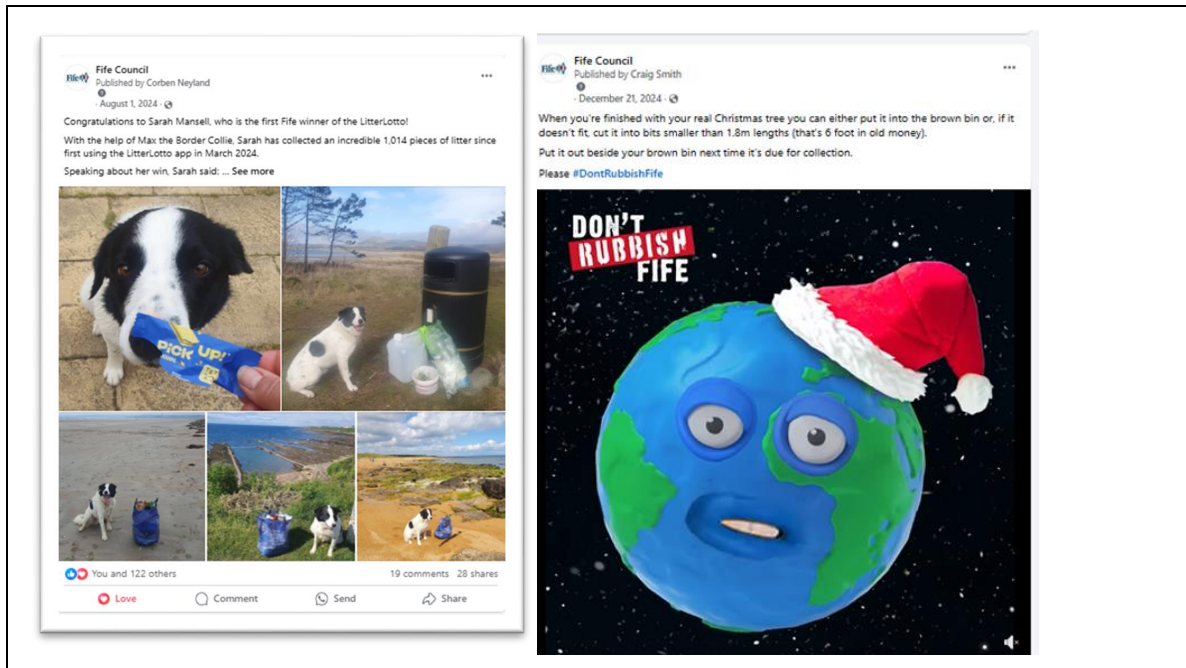 Fife
Fife Council
Published by Corben Neyland
· August 1, 2024 ·
Congratulations to Sarah Mansell, who is the first Fife winner of the LitterLotto!
With the help of Max the Border Collie, Sarah has collected an incredible 1,014 pieces of litter since
first using the LitterLotto app in March 2024.
Speaking about her win, Sarah said: ... See more
PiCK UP!
You and 122 others
19 comments 28 shares
Love Comment Send Share
Fife
Fife Council
Published by Craig Smith
· December 21, 2024 ·
When you're finished with your real Christmas tree you can either put it into the brown bin or, if it
doesn't fit, cut it into bits smaller than 1.8m lengths (that's 6 foot in old money).
Put it out beside your brown bin next time it's due for collection.
Please #DontRubbishFife
DON'T
RUBBISH
FIFE